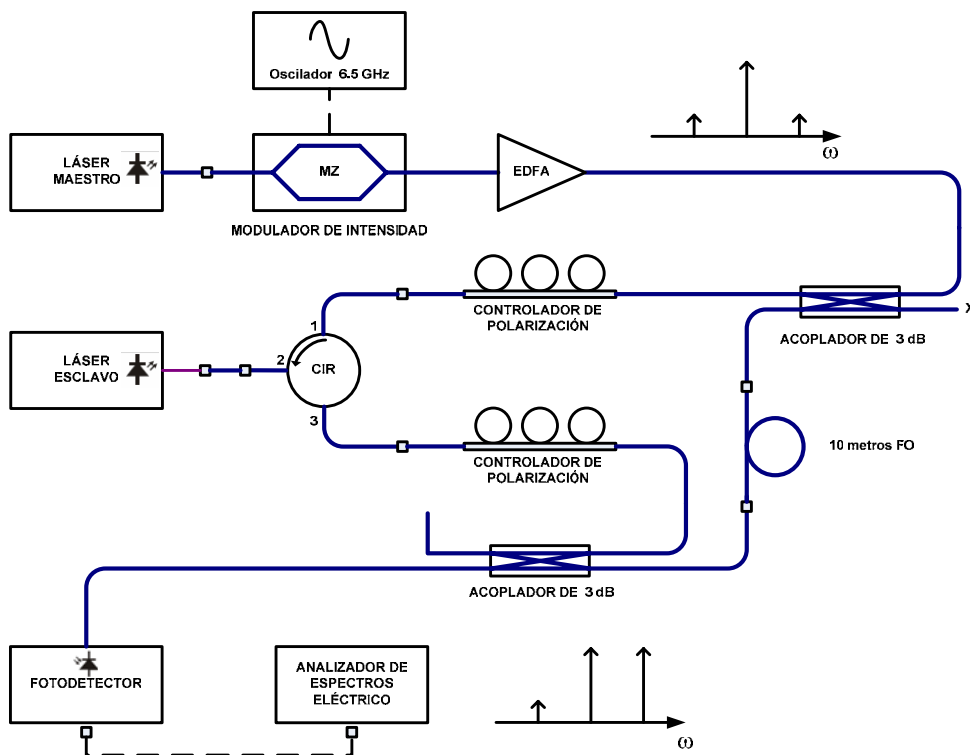 Oscilador 6.5 GHz
LÁSER
MAESTRO
MZ
EDFA
ω
MODULADOR DE INTENSIDAD
CONTROLADOR DE
POLARIZACIÓN
ACOPLADOR DE 3 dB
1
2
CIR
3
LÁSER
ESCLAVO
10 metros FO
CONTROLADOR DE
POLARIZACIÓN
ACOPLADOR DE 3 dB
FOTODETECTOR
ANALIZADOR DE
ESPECTROS
ELÉCTRICO
ω